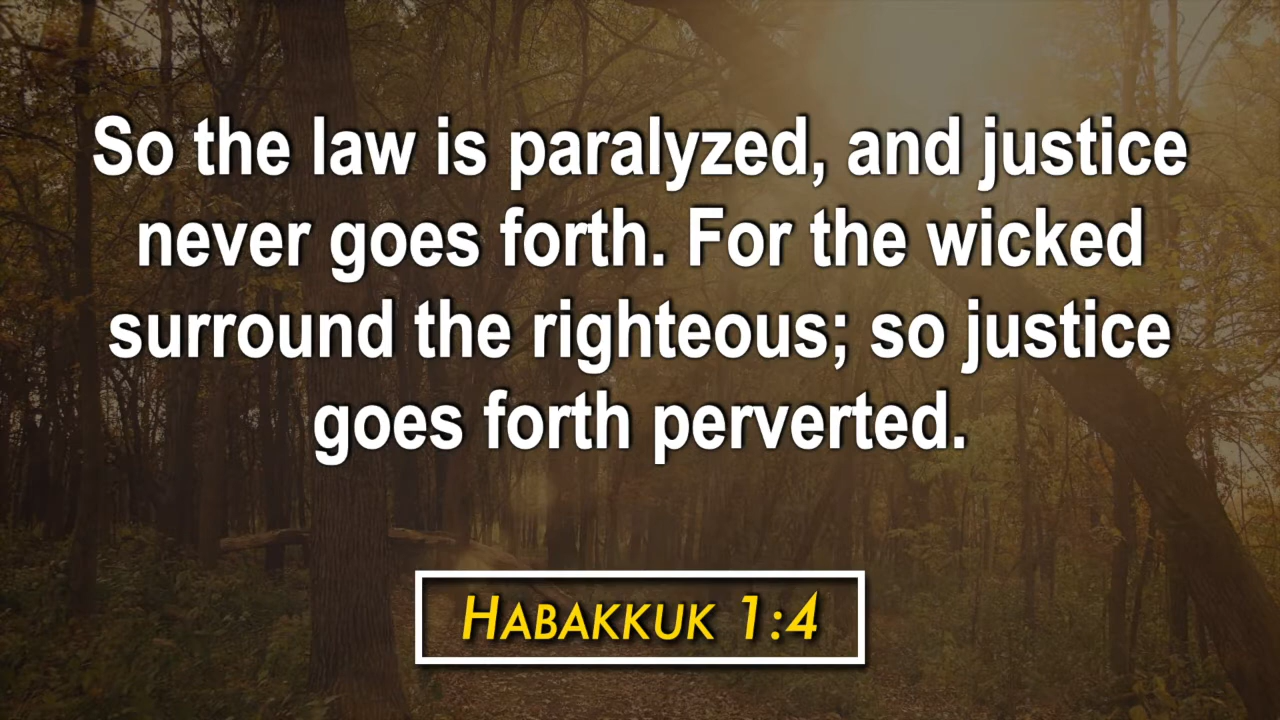 So the law is paralyzed, and justice
never goes forth. For the wicked
surround the righteous; so justice
goes forth perverted.
HABAKKUK 1:4